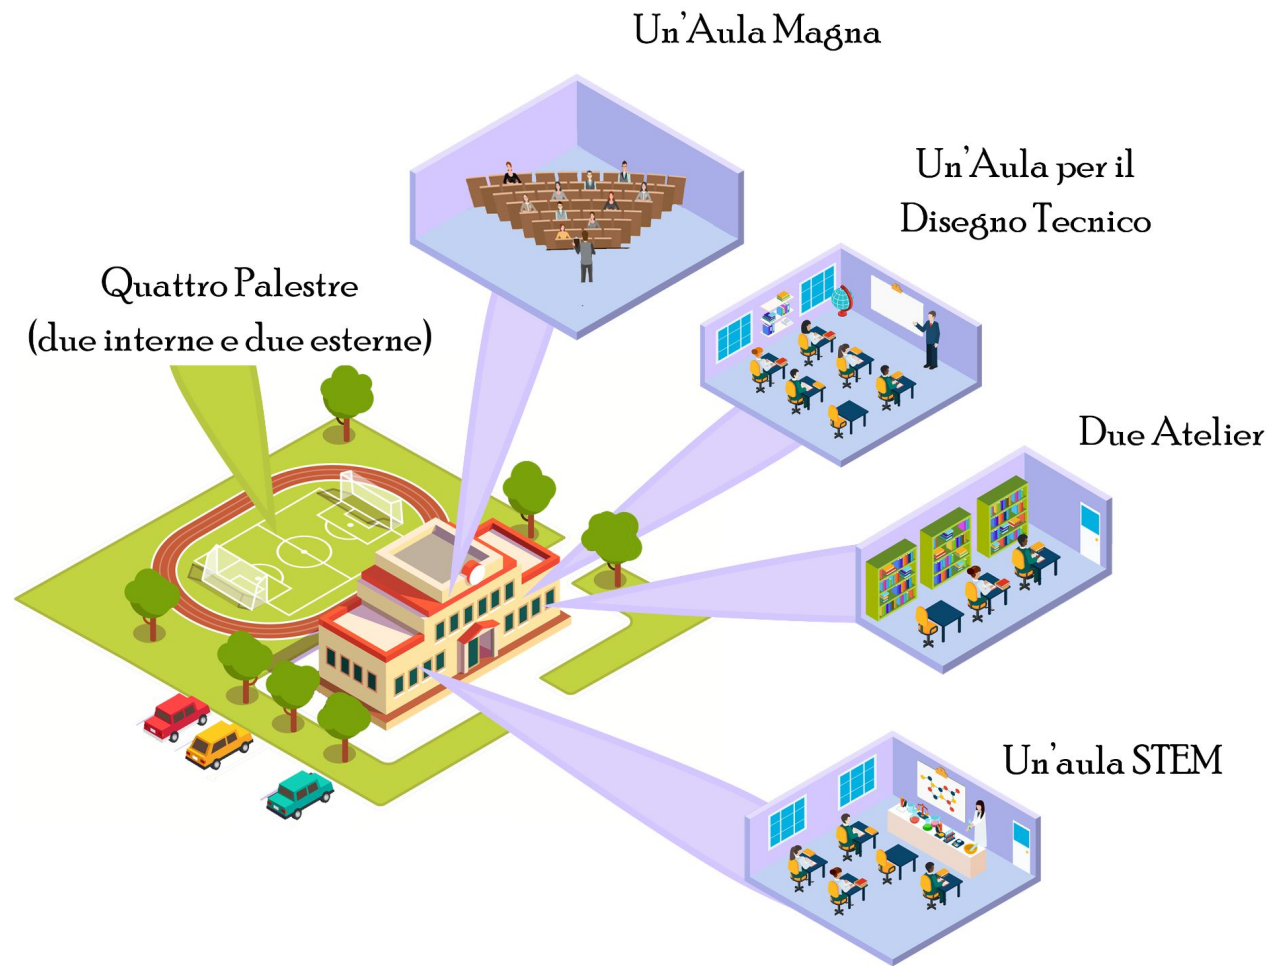 Un'Aula Magna
Un'Aula per il
Disegno Tecnico
Quattro Palestre
(due interne e due esterne)
Due Atelier
Un'aula STEM